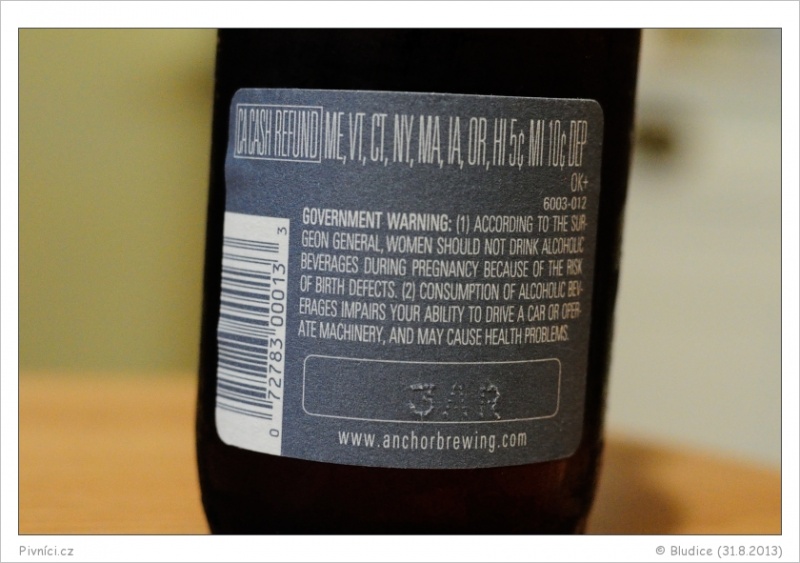 CA CASH REFUND ME, VT, CT, NY, MA, IA, OR, HI 5¢ MI 10¢ DEP
OK+
6003-012
GOVERNMENT WARNING: (1) ACCORDING TO THE SUR-
GEON GENERAL, WOMEN SHOULD NOT DRINK ALCOHOLIC
BEVERAGES DURING PREGNANCY BECAUSE OF THE RISK
OF BIRTH DEFECTS. (2) CONSUMPTION OF ALCOHOLIC BEV-
ERAGES IMPAIRS YOUR ABILITY TO DRIVE A CAR OR OPER-
ATE MACHINERY, AND MAY CAUSE HEALTH PROBLEMS.
0 72783 00013 3
www.anchorbrewing.com
Pivníci.cz
© Bludice (31.8.2013)